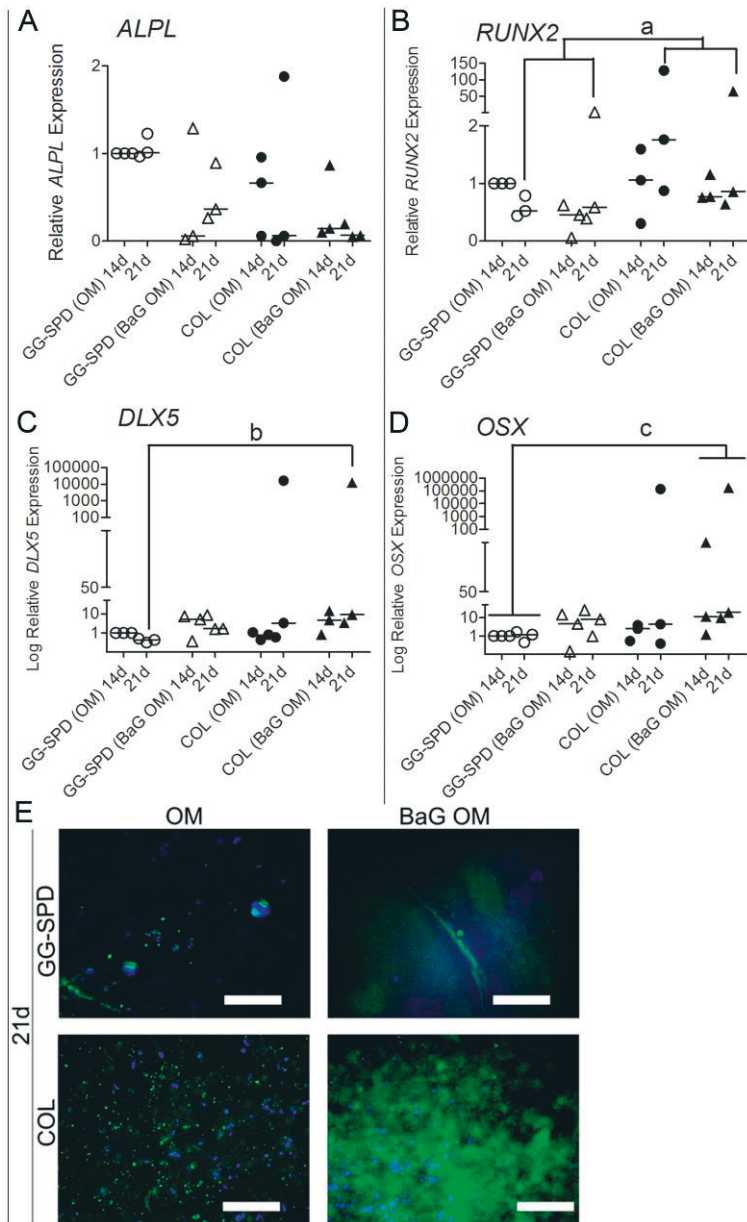 A
ALPL
Relative ALPL Expression
2
1
0
GG-SPD (OM) 14d
21d
GG-SPD (BaG OM) 14d
21d
COL (OM) 14d
21d
COL (BaG OM) 14d
21d
B
RUNX2
a
Relative RUNX2 Expression
150
100
50
2
1
0
GG-SPD (OM) 14d
21d
GG-SPD (BaG OM) 14d
21d
COL (OM) 14d
21d
COL (BaG OM) 14d
21d
C
DLX5
b
Log Relative DLX5 Expression
100000
10000
1000
100
50
10
1
GG-SPD (OM) 14d
21d
GG-SPD (BaG OM) 14d
21d
COL (OM) 14d
21d
COL (BaG OM) 14d
21d
D
OSX
c
Log Relative OSX Expression
1000000
100000
10000
1000
100
50
10
1
GG-SPD (OM) 14d
21d
GG-SPD (BaG OM) 14d
21d
COL (OM) 14d
21d
COL (BaG OM) 14d
21d
E
OM
BaG OM
21d
GG-SPD
COL